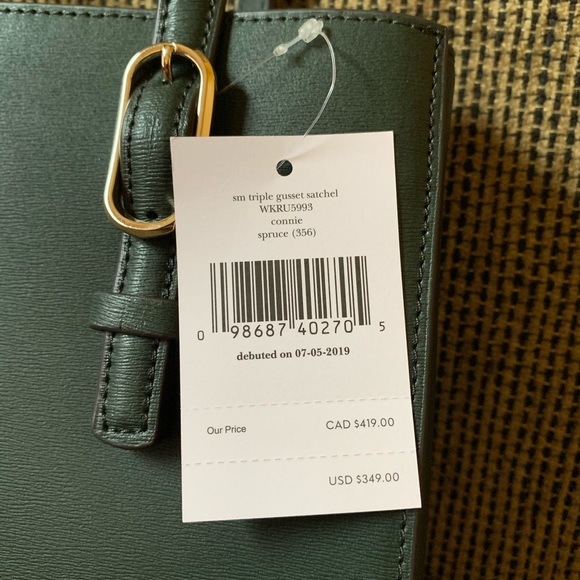 sm triple gusset satchel
WKRU5993
connie
spruce (356)
0 98687 40270 5
debuted on 07-05-2019
Our Price CAD $419.00
USD $349.00